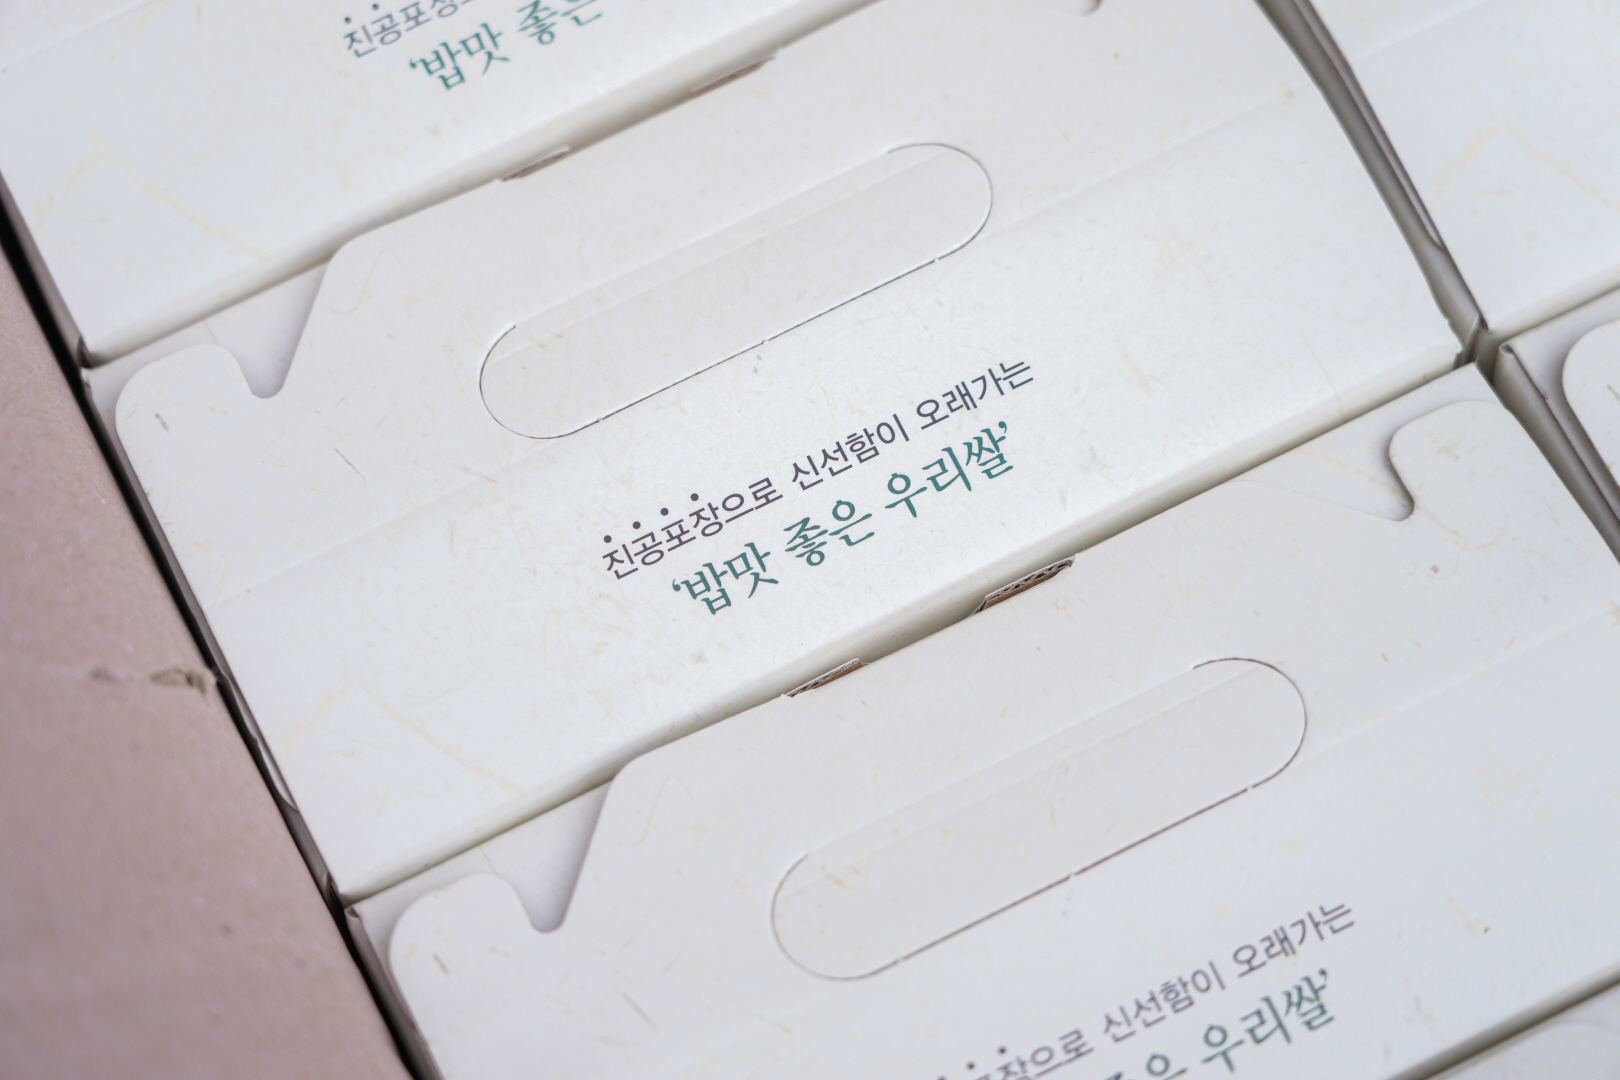 진공포장
‘밥맛 좋은
진공포장으로 신선함이 오래가는
‘밥맛 좋은 우리쌀’
장으로 신선함이 오래가는
우리쌀’